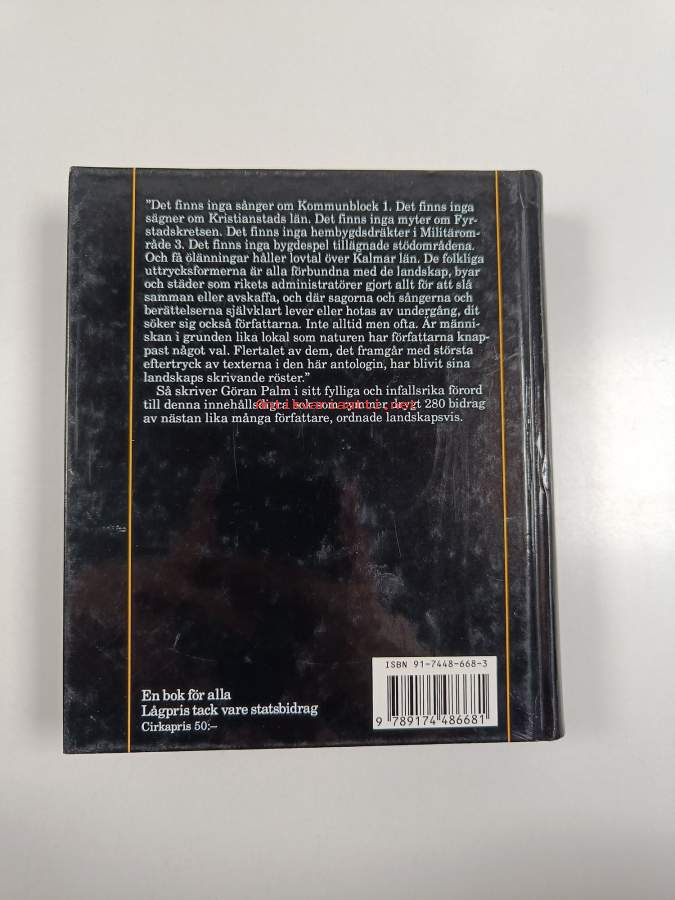 "Det finns inga sånger om Kommunblock 1. Det finns inga
sägner om Kristianstads län. Det finns inga myter om Fyr-
stadskretsen. Det finns inga hembygdsdräkter i Militärom-
råde 3. Det finns inga bygdespel tillägnade stödområdena.
Och få ölänningar håller lovtal över Kalmar län. De folkliga
uttrycksformerna är alla förbundna med de landskap, byar
och städer som rikets administratörer gjort allt för att slå
samman eller avskaffa, och där sagorna och sångerna och
berättelserna självklart lever eller hotas av undergång, dit
söker sig också författarna. Inte alltid men ofta. Är männi-
skan i grunden lika lokal som naturen har författarna knap-
past något val. Flertalet av dem, det framgår med största
eftertryck av texterna i den här antologin, har blivit sina
landskaps skrivande röster."
Så skriver Göran Palm i sitt fylliga och infallsrika förord
till denna bok som rymmer drygt 280 bidrag
av nästan lika många författare, ordnade landskapsvis.
ISBN 91-7448-668-3
9 789174 486681
En bok för alla
Lågpris tack vare statsbidrag
Cirkapris 50:–